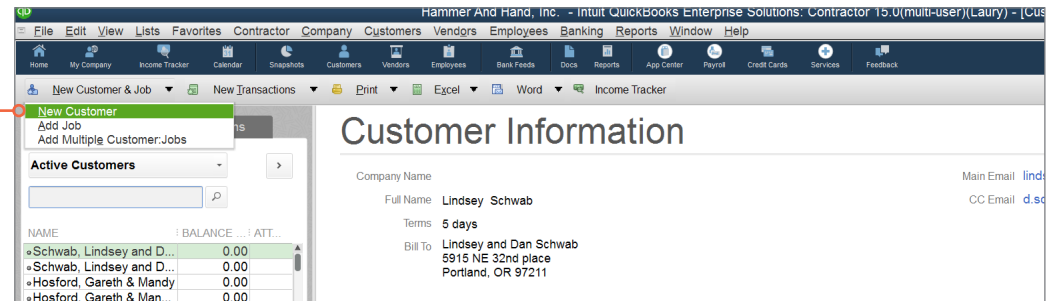 Hammer And Hand, Inc. - Intuit QuickBooks Enterprise Solutions: Contractor 15.0(multi-user)(Laury) - [Cus
File Edit View Lists Favorites Contractor Company Customers Vendors Employees Banking Reports Window Help
Home My Company Income Tracker Calendar Snapshots Customers Vendors Employees Bank Feeds Docs Reports App Center Payroll Credit Cards Services Feedback
New Customer & Job New Transactions Print Excel Word Income Tracker
New Customer
Add Job
Add Multiple Customer:Jobs
ns
Customer Information
Active Customers
Company Name
Main Email linds
Full Name Lindsey Schwab
CC Email d.sc
Terms 5 days
Bill To Lindsey and Dan Schwab
5915 NE 32nd place
Portland, OR 97211
NAME BALANCE ... ATT...
Schwab, Lindsey and D... 0.00
Schwab, Lindsey and D... 0.00
Hosford, Gareth & Mandy 0.00
Hosford, Gareth & Man... 0.00